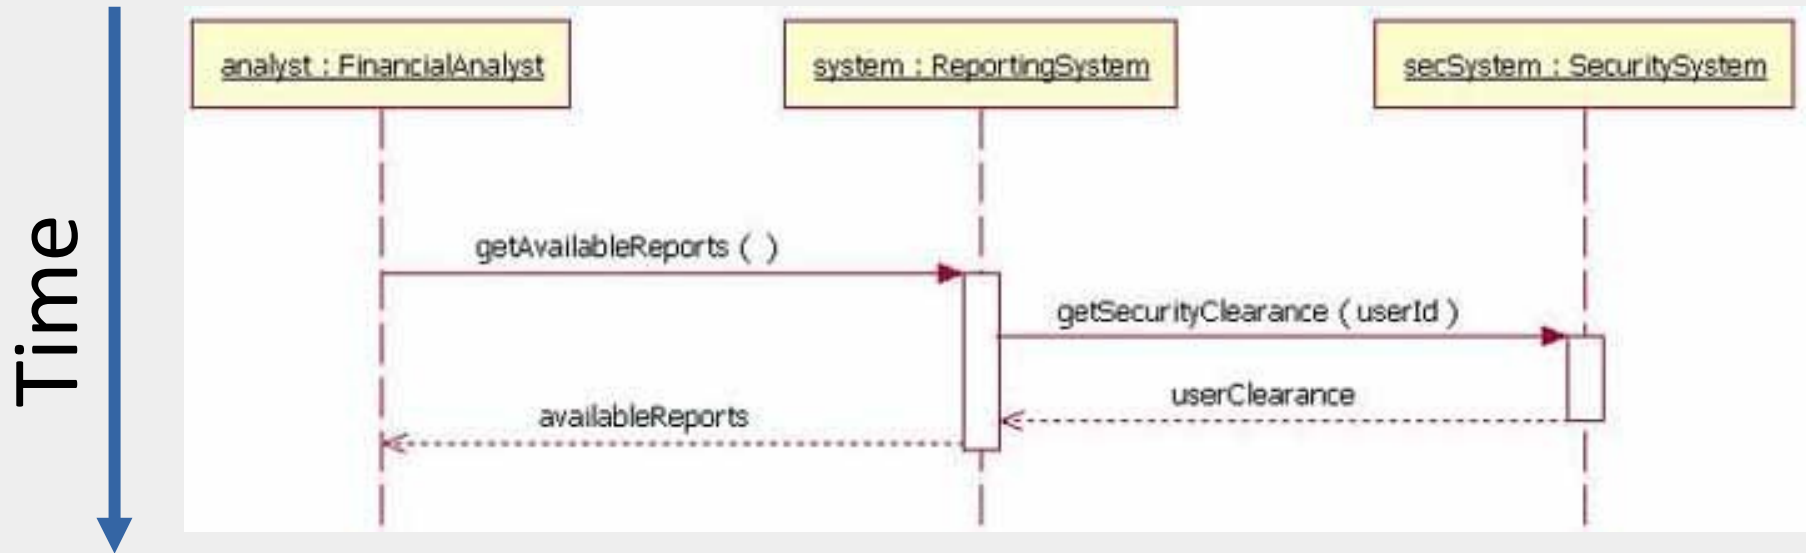 Time
analyst : FinancialAnalyst
system : ReportingSystem
secSystem : SecuritySystem
getAvailableReports ( )
getSecurityClearance ( userId )
userClearance
availableReports